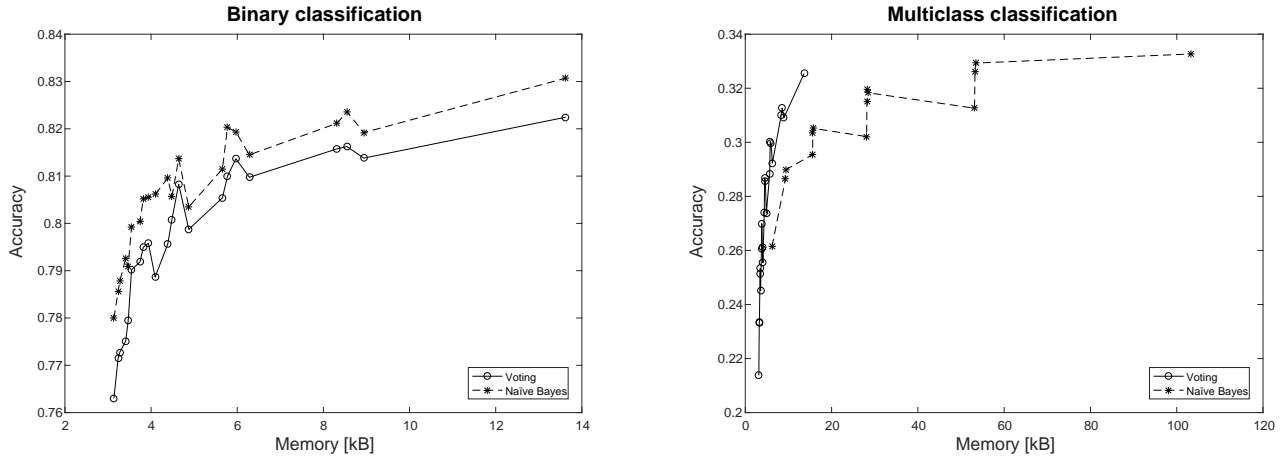 Binary classification
0.84
0.83
0.82
0.81
0.8
0.79
0.78
0.77
0.76
Accuracy
2 4 6 8 10 12 14
Memory [kB]
Voting
Naïve Bayes
Multiclass classification
0.34
0.32
0.3
0.28
0.26
0.24
0.22
0.2
Accuracy
0 20 40 60 80 100 120
Memory [kB]
Voting
Naïve Bayes